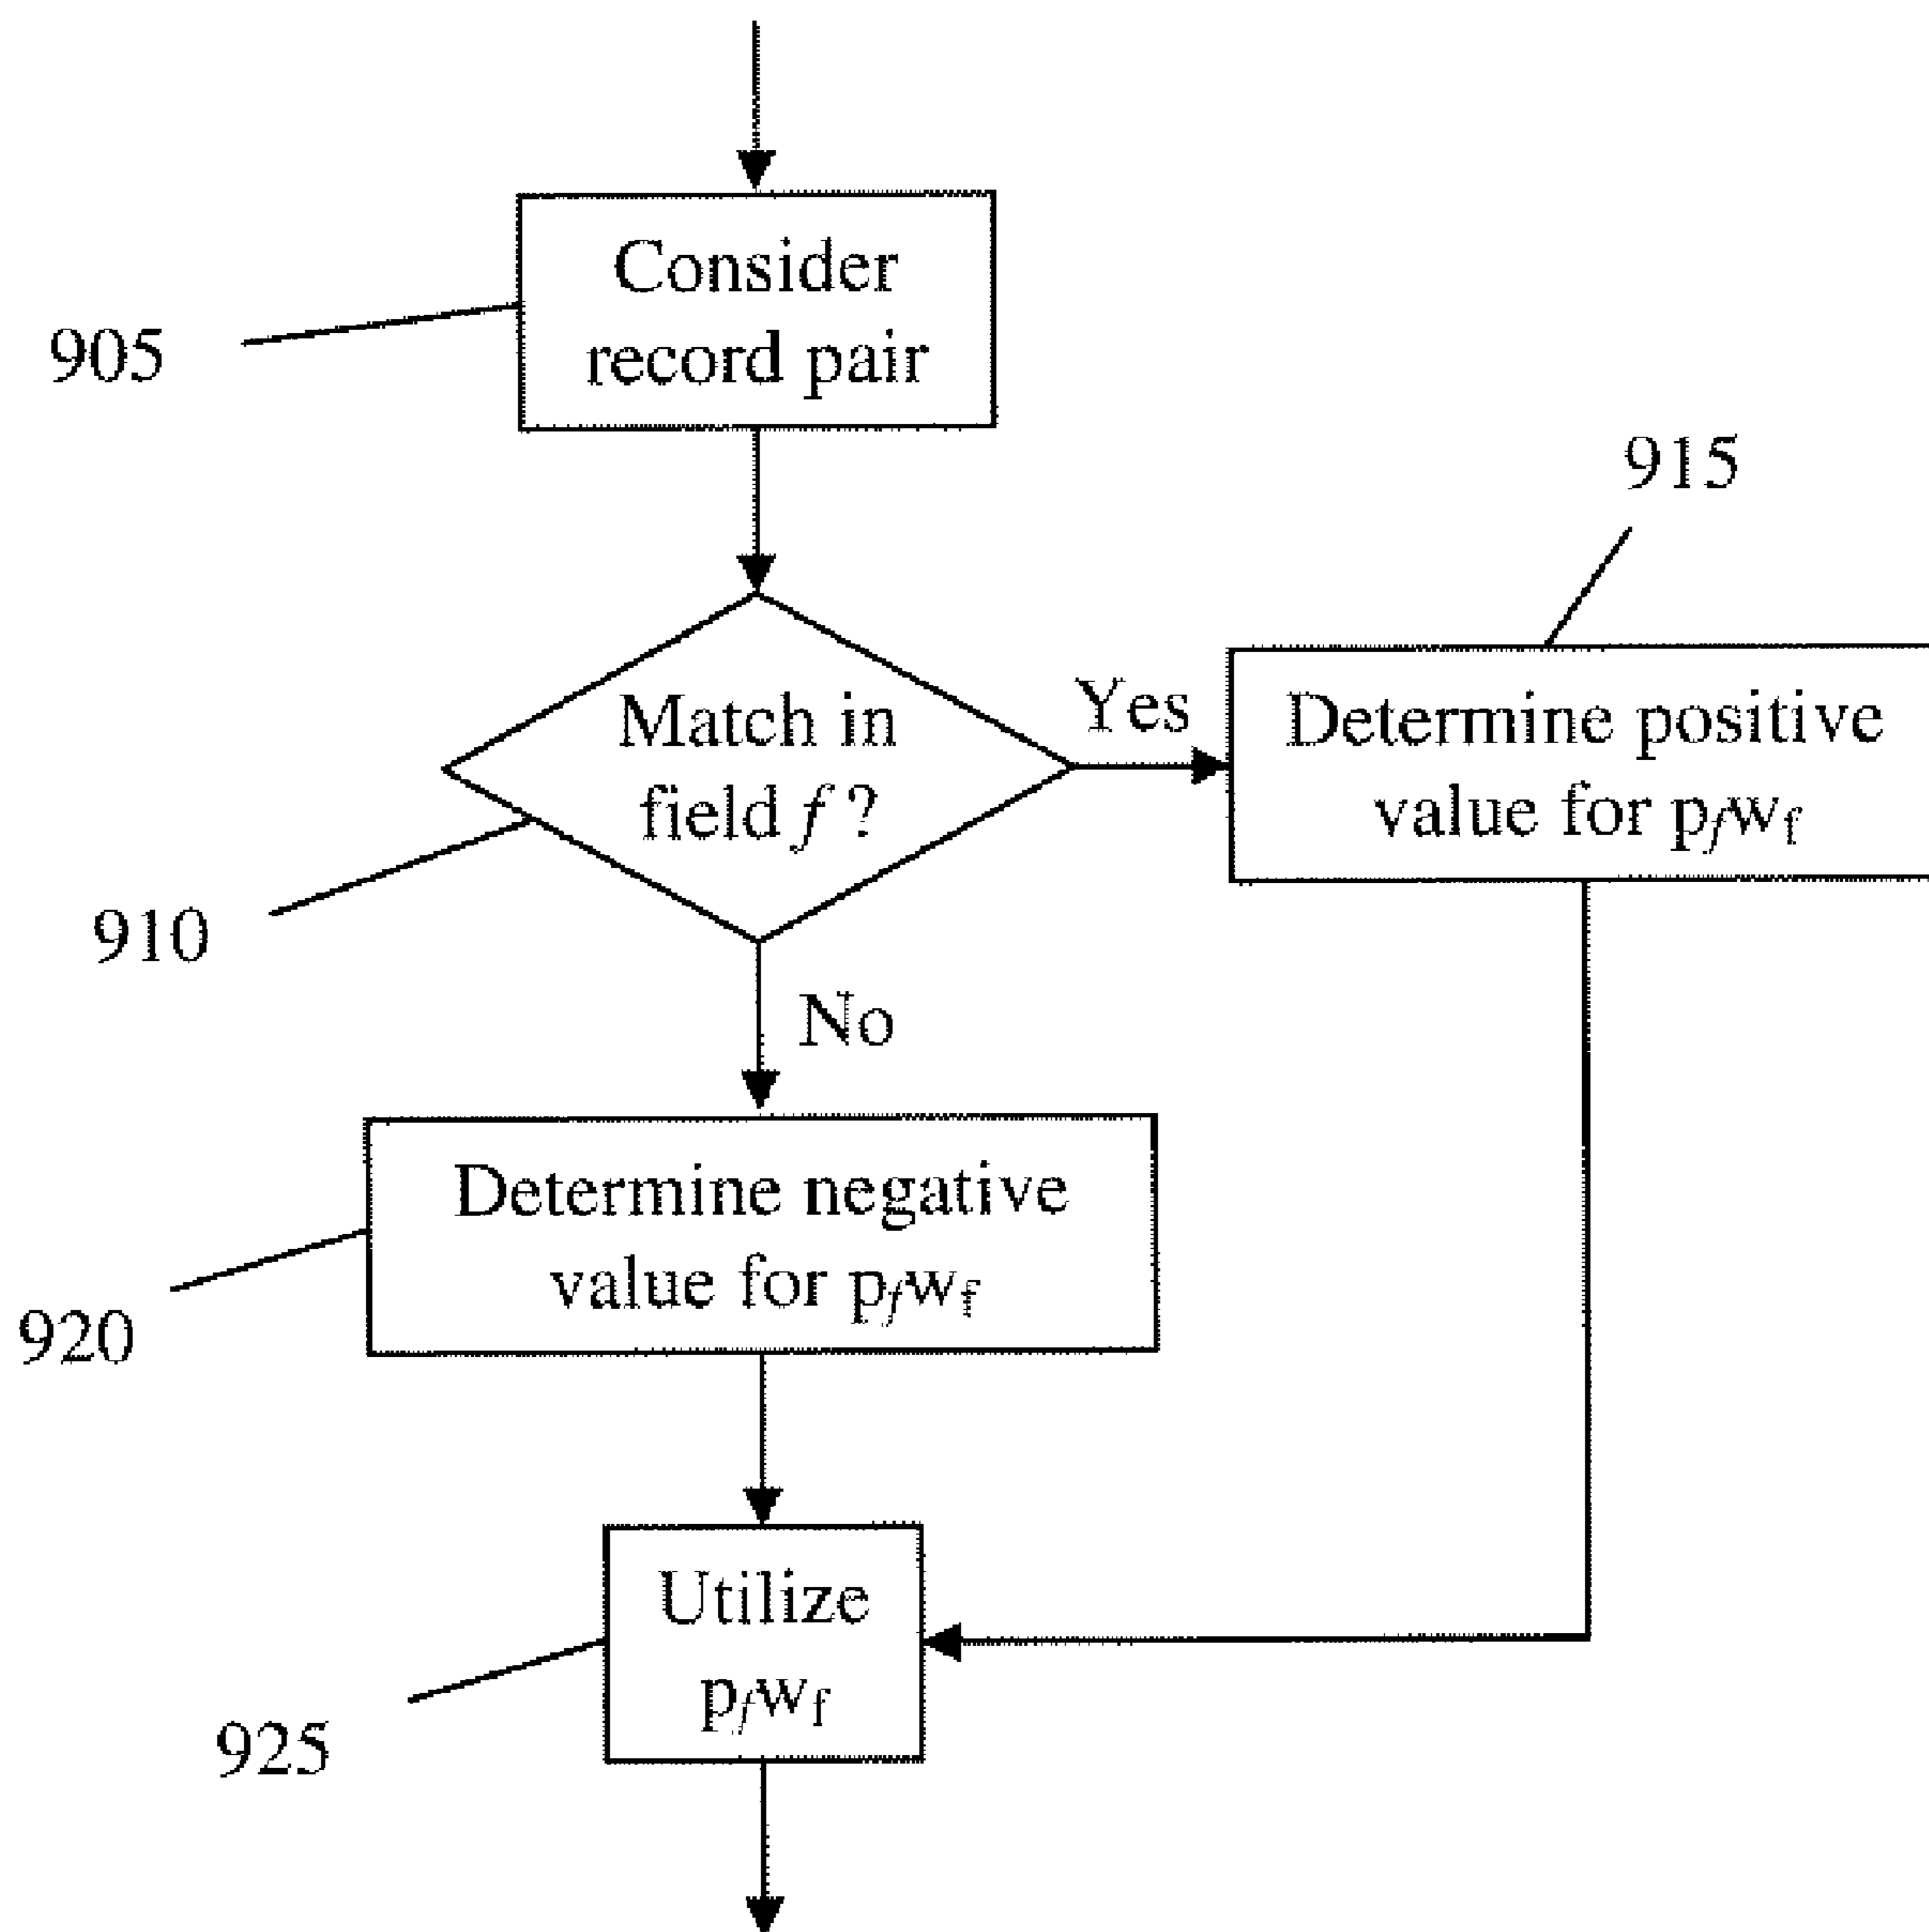 Consider
record pair
905
915
Match in
field f ?
Yes
Determine positive
value for pfwf
910
No
Determine negative
value for pfwf
920
Utilize
pfwf
925